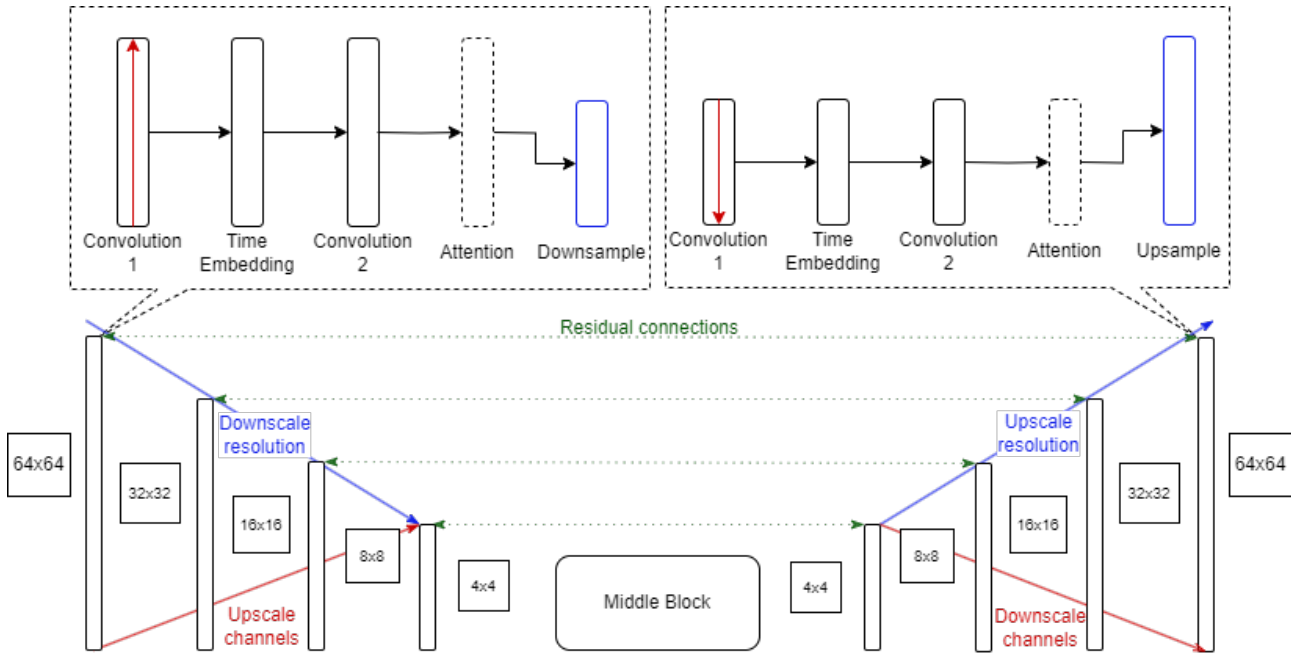 Convolution
1
Time
Embedding
Convolution
2
Attention
Downsample
Convolution
1
Time
Embedding
Convolution
2
Attention
Upsample
Residual connections
Downscale
resolution
Upscale
resolution
64x64
32x32
16x16
8x8
4x4
Middle Block
4x4
8x8
16x16
32x32
64x64
Upscale
channels
Downscale
channels